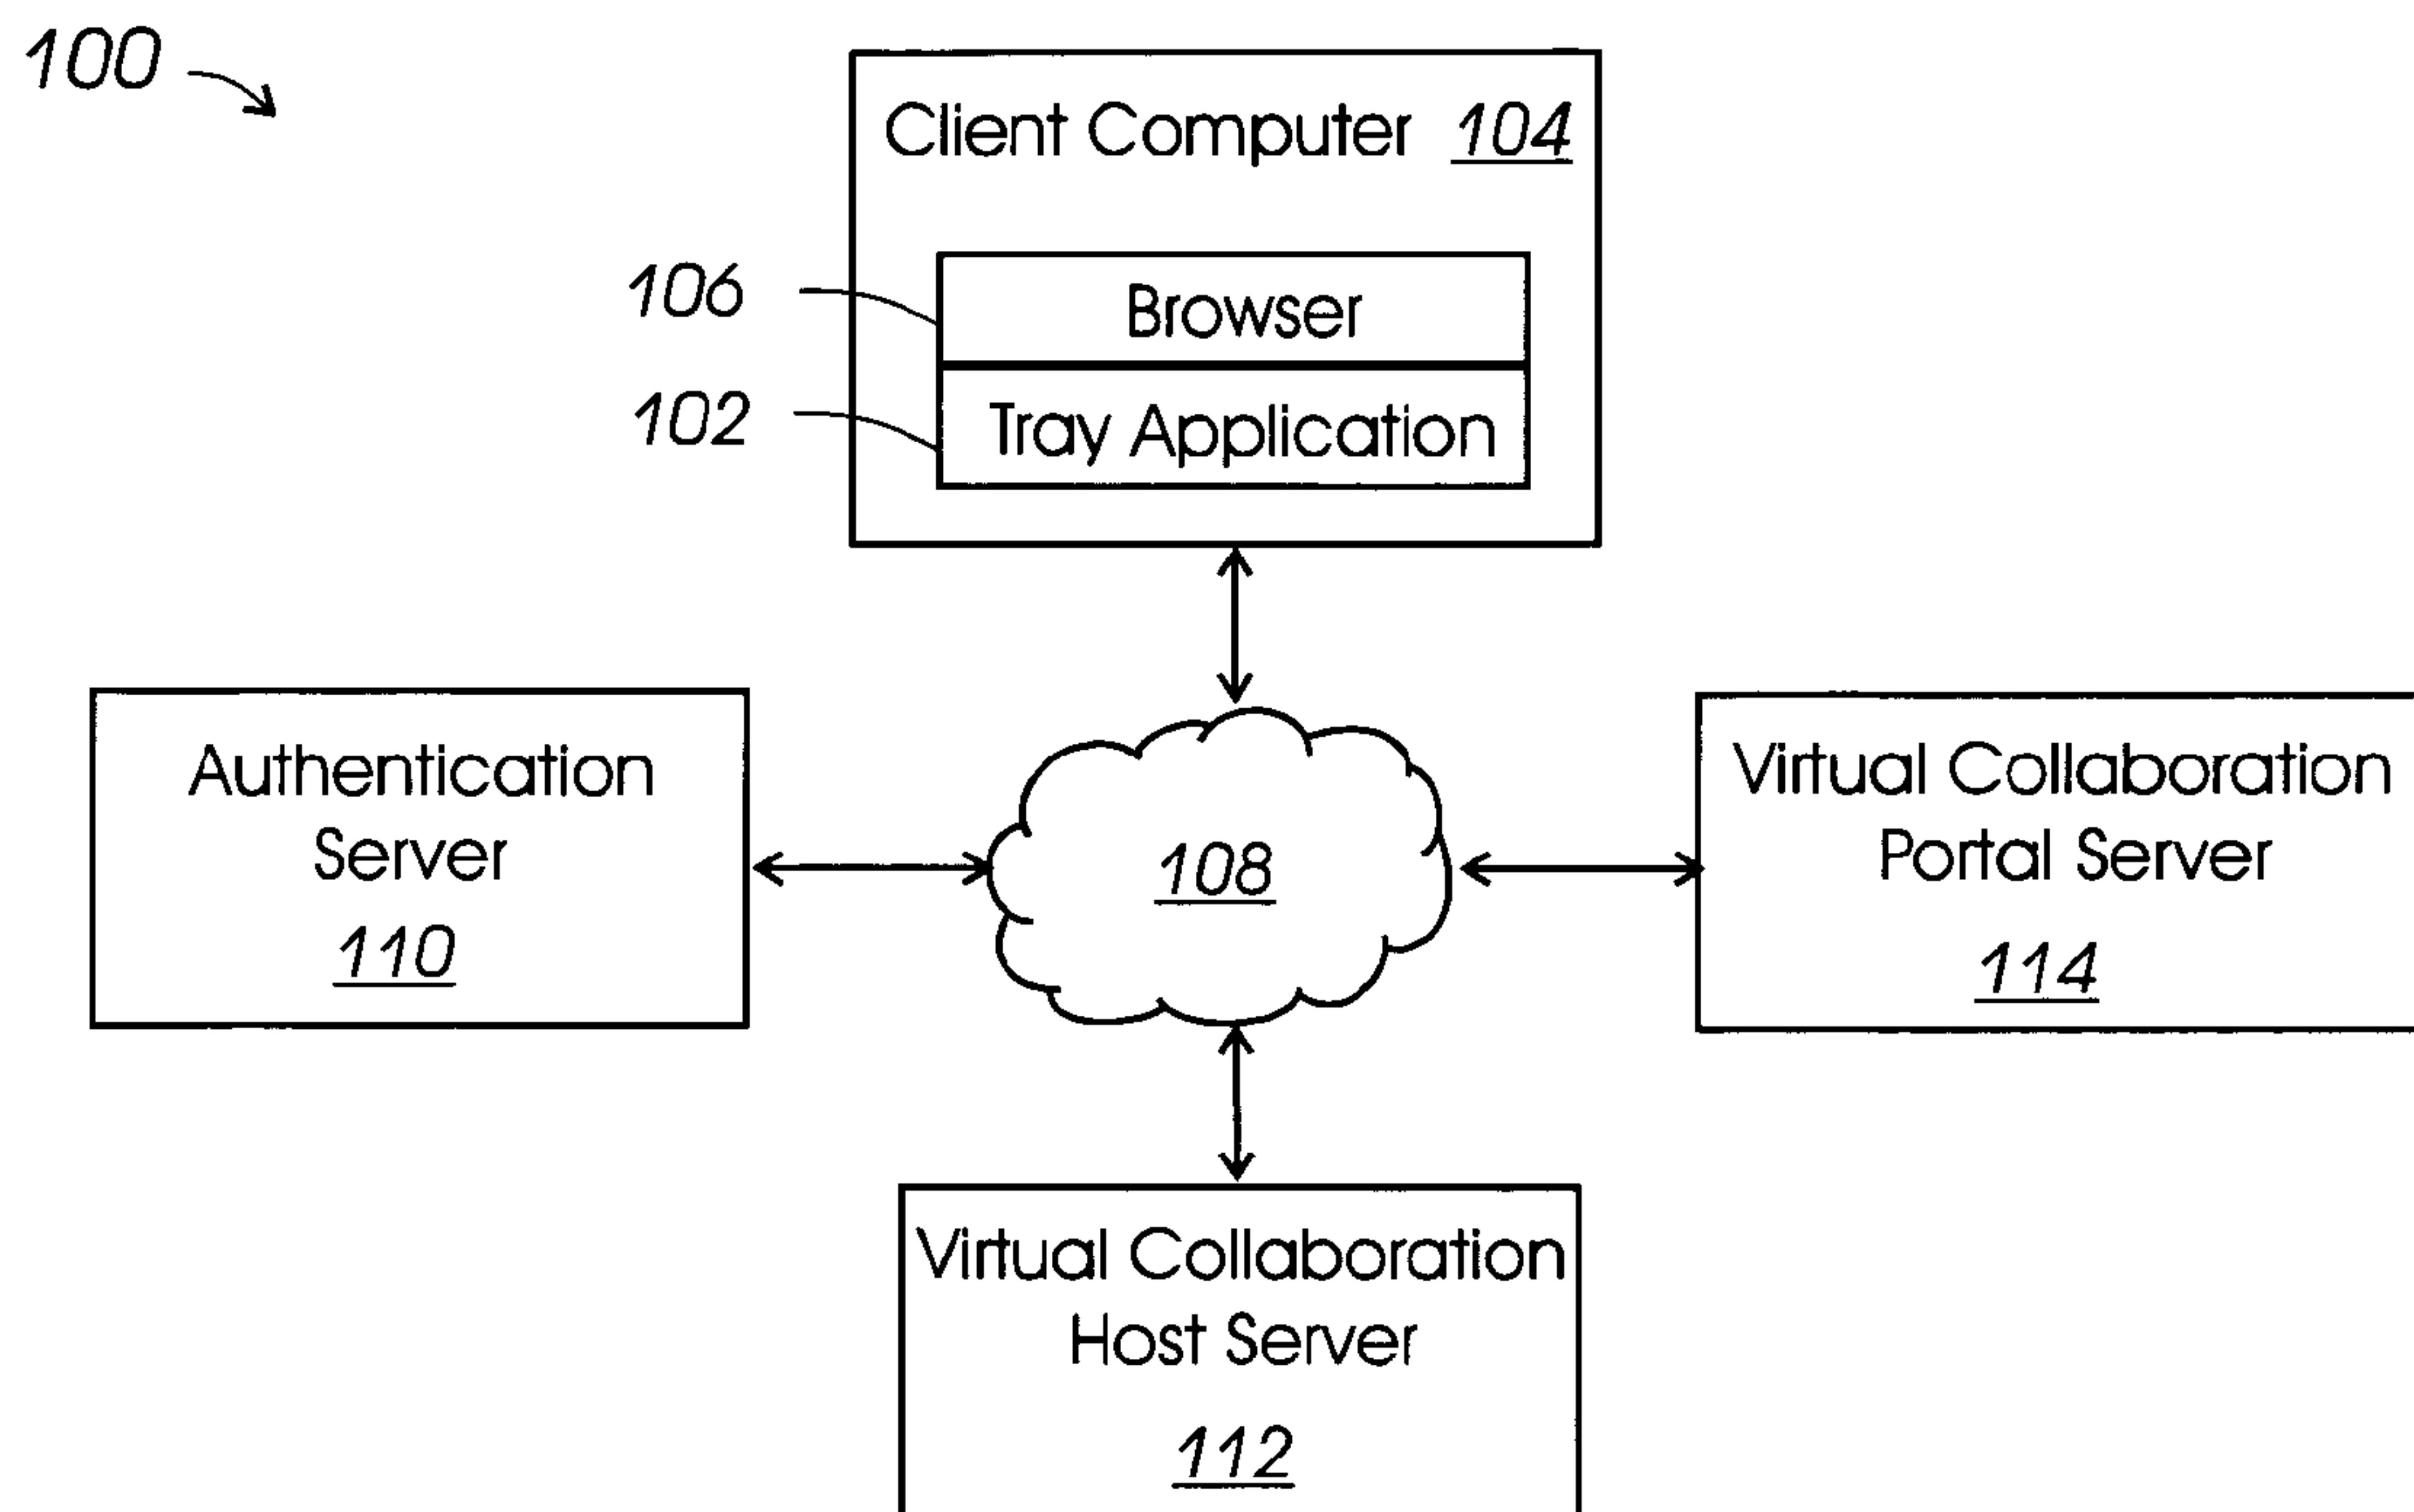 100
Client Computer 104
106
Browser
102
Tray Application
Authentication
Server
110
108
Virtual Collaboration
Portal Server
114
Virtual Collaboration
Host Server
112